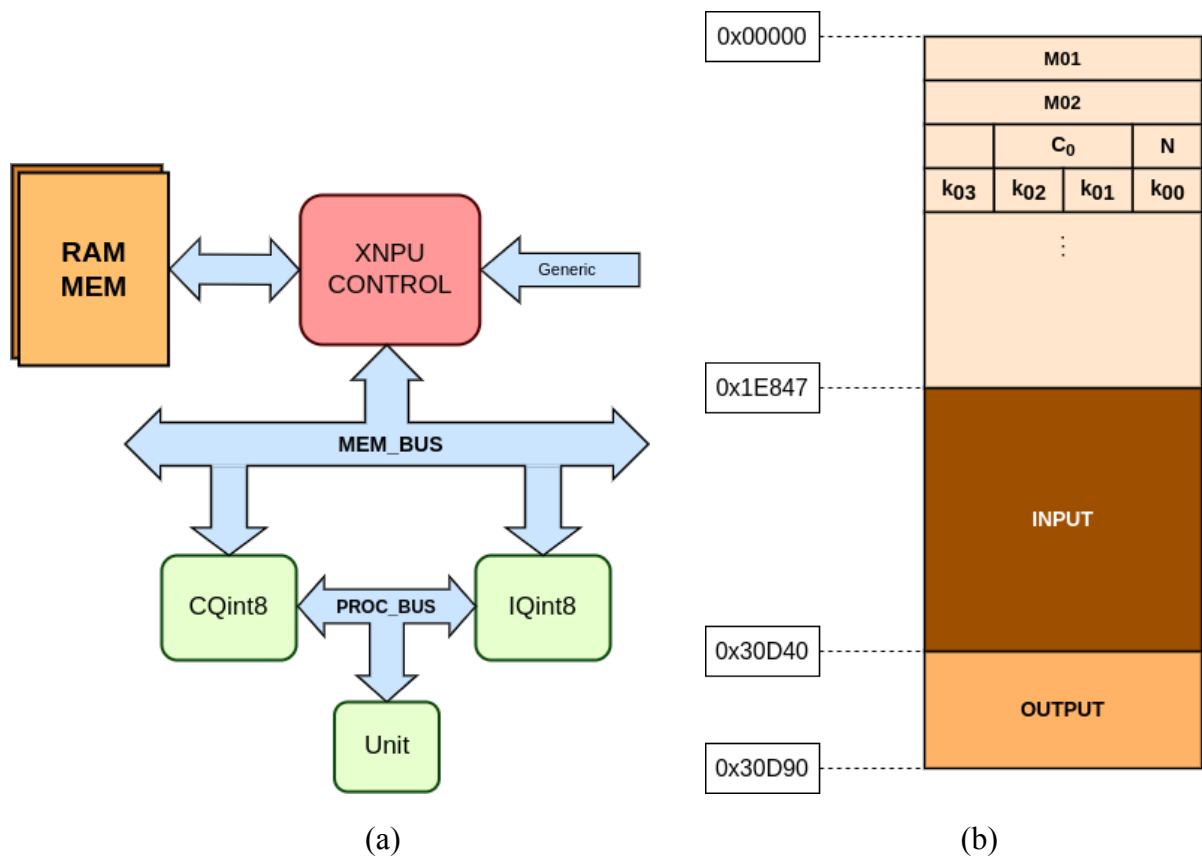 RAM
MEM
XNPU
CONTROL
Generic
MEM_BUS
CQint8
PROC_BUS
IQint8
Unit
(a)
0x00000
M01
M02
C₀ N
k₀₃ k₀₂ k₀₁ k₀₀
⋮
0x1E847
INPUT
0x30D40
OUTPUT
0x30D90
(b)